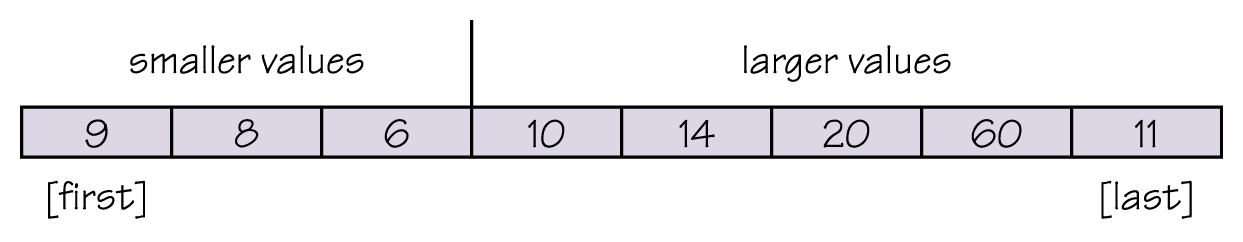 smaller values larger values
9 8 6 10 14 20 60 11
[first] [last]